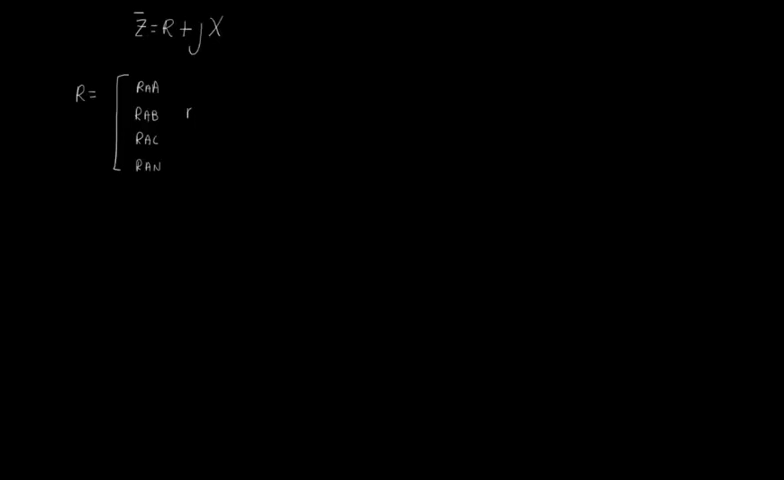 Z̄=R+jX
R= [ RAA
RAB r
RAC
RAN